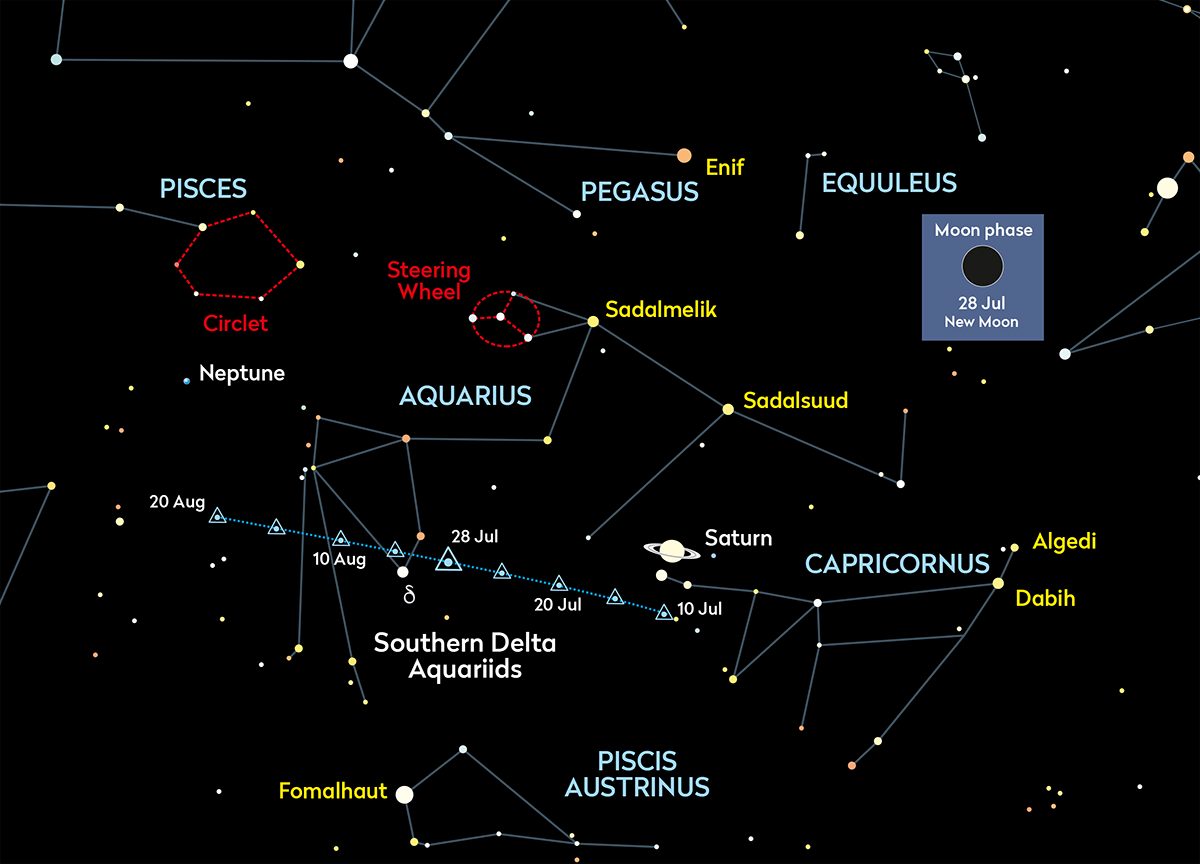 Enif
PISCES
PEGASUS
EQUULEUS
Moon phase
28 Jul
New Moon
Steering
Wheel
Circlet
Sadalmelik
Neptune
AQUARIUS
Sadalsuud
20 Aug
10 Aug
28 Jul
20 Jul
10 Jul
δ
Saturn
CAPRICORNUS
Algedi
Dabih
Southern Delta
Aquariids
PISCIS
AUSTRINUS
Fomalhaut